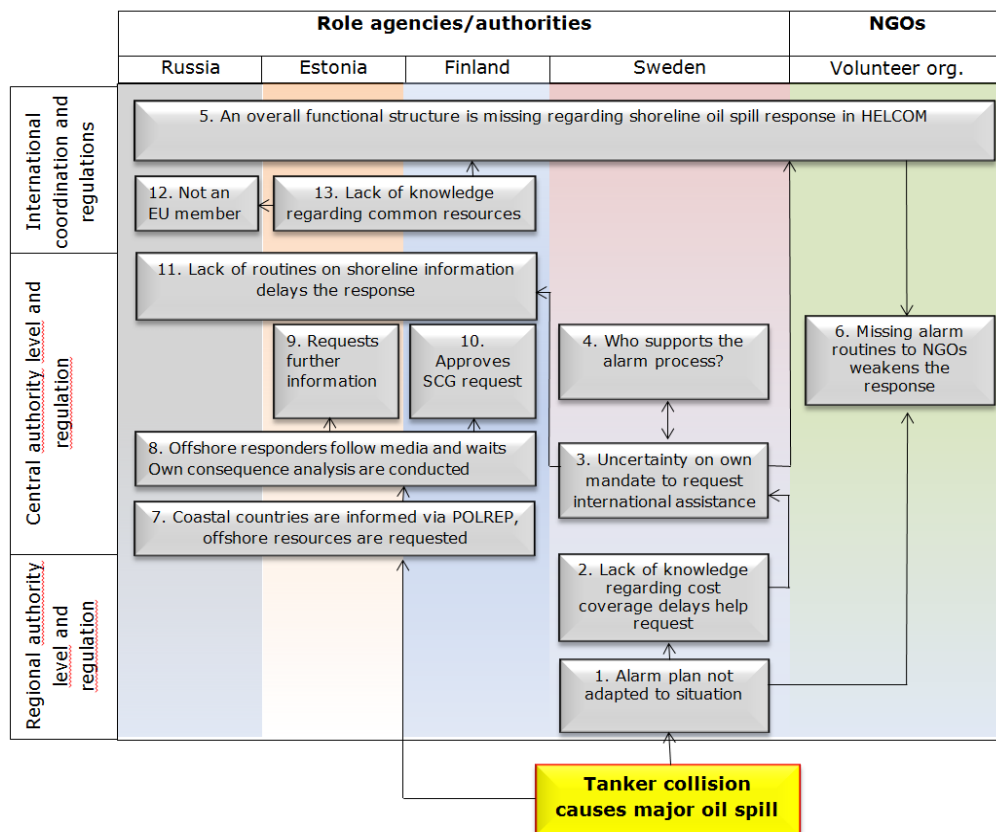 Role agencies/authorities
NGOs
Russia
Estonia
Finland
Sweden
Volunteer org.
International
coordination and
regulations
5. An overall functional structure is missing regarding shoreline oil spill response in HELCOM
12. Not an
EU member
13. Lack of knowledge
regarding common resources
Central authority level and
regulation
11. Lack of routines on shoreline information
delays the response
9. Requests
further
information
10.
Approves
SCG request
4. Who supports the
alarm process?
6. Missing alarm
routines to NGOs
weakens the
response
8. Offshore responders follow media and waits
Own consequence analysis are conducted
3. Uncertainty on own
mandate to request
international assistance
7. Coastal countries are informed via POLREP,
offshore resources are requested
Regional authority
level and
regulation
2. Lack of knowledge
regarding cost
coverage delays help
request
1. Alarm plan not
adapted to situation
Tanker collision
causes major oil spill